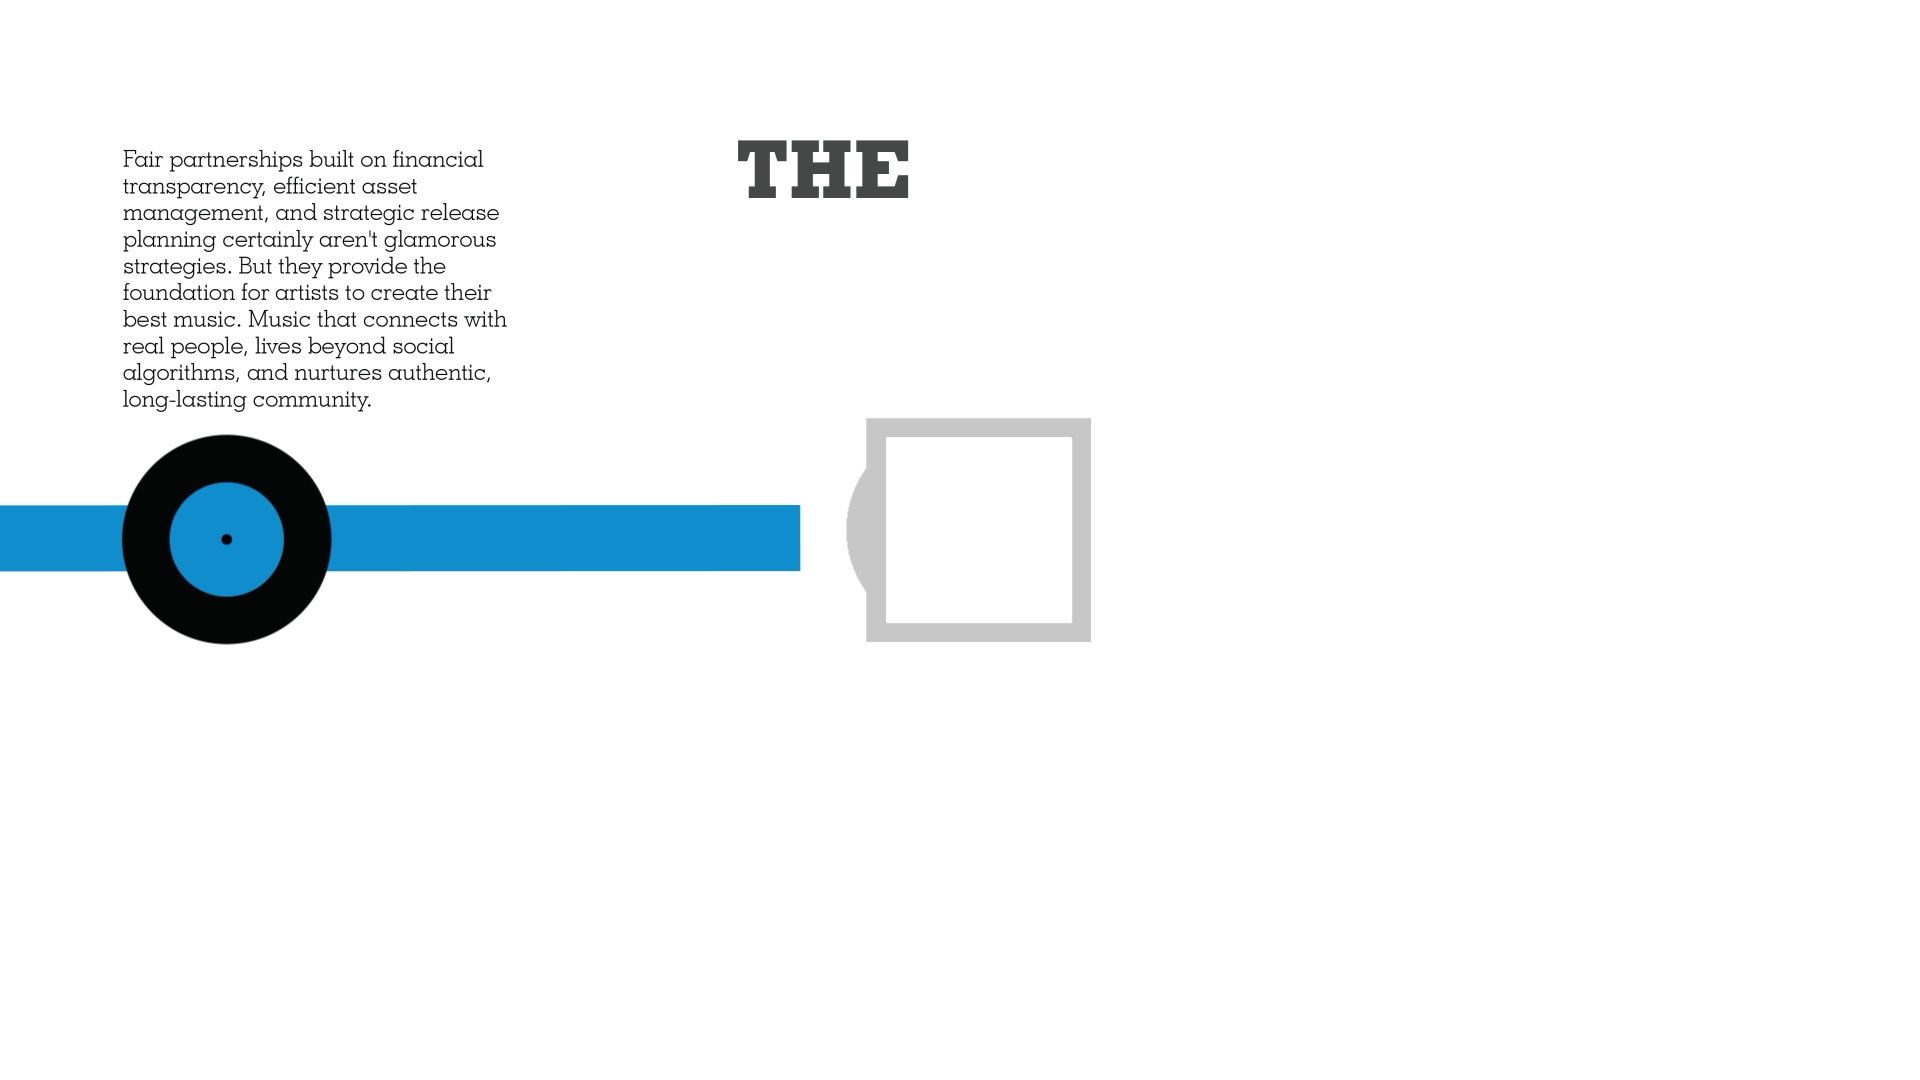 Fair partnerships built on financial
transparency, efficient asset
management, and strategic release
planning certainly aren't glamorous
strategies. But they provide the
foundation for artists to create their
best music. Music that connects with
real people, lives beyond social
algorithms, and nurtures authentic,
long-lasting community.
THE